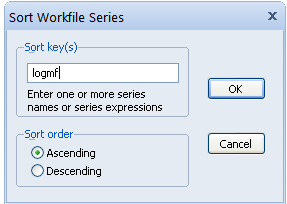 Sort Workfile Series
Sort key(s)
logmf
OK
Enter one or more series
names or series expressions
Sort order
Cancel
Ascending
Descending